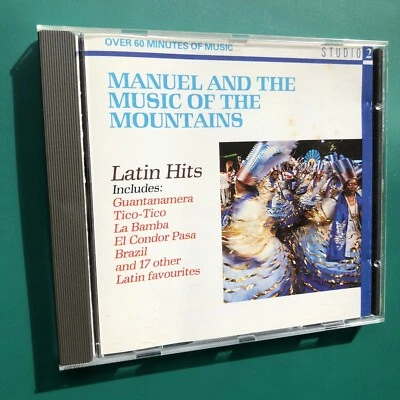 OVER 60 MINUTES OF MUSIC
STUDIO 2
MANUEL AND THE
MUSIC OF THE
MOUNTAINS
Latin Hits
Includes:
Guantanamera
Tico-Tico
La Bamba
El Condor Pasa
Brazil
and 17 other
Latin favourites